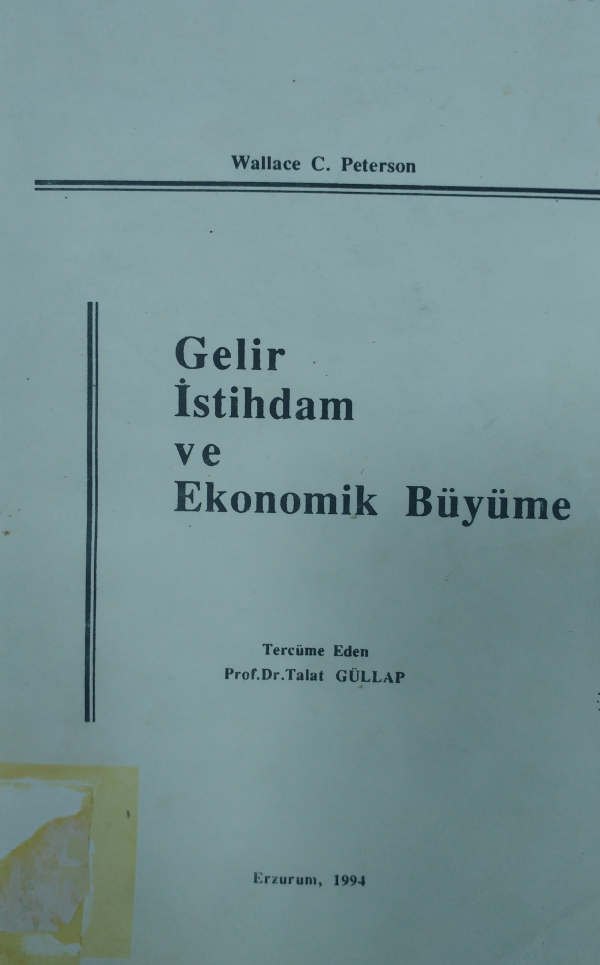 Wallace C. Peterson
Gelir
İstihdam
ve
Ekonomik Büyüme
Tercüme Eden
Prof.Dr.Talat GÜLLAP
Erzurum, 1994